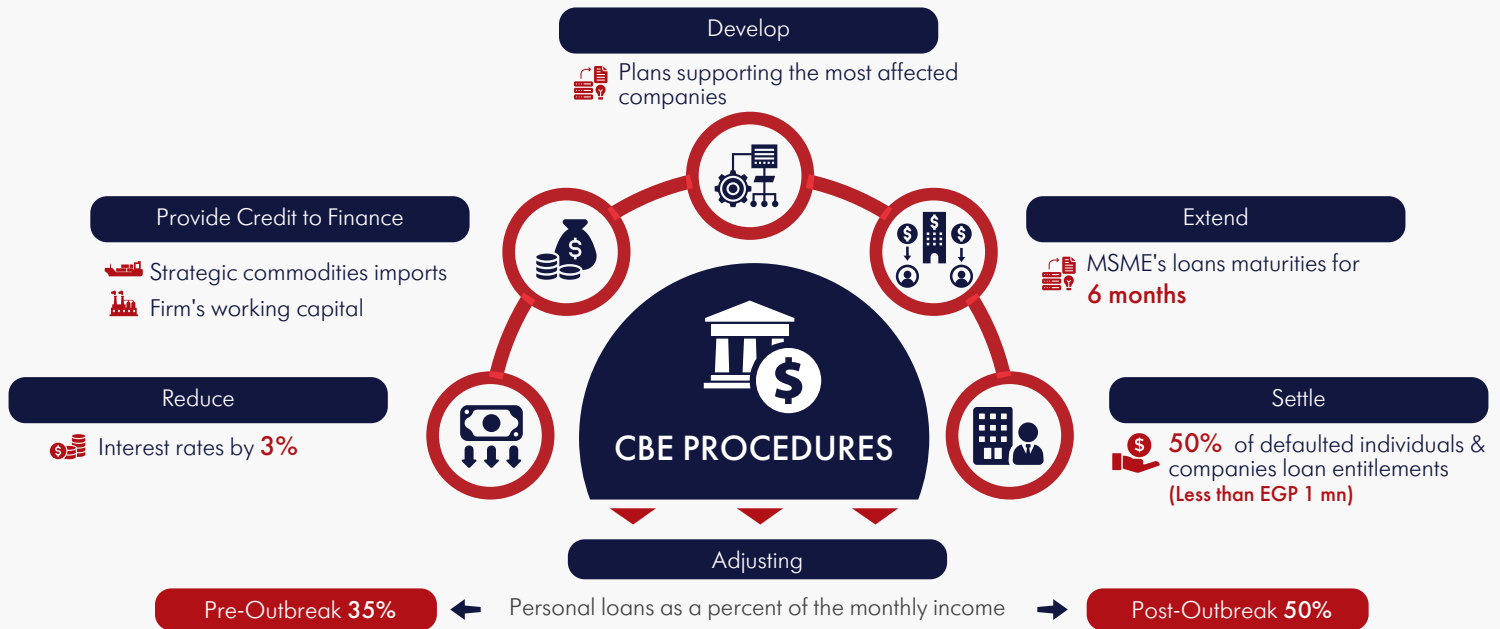 Develop
Plans supporting the most affected
companies
Provide Credit to Finance
Strategic commodities imports
Firm's working capital
Extend
MSME's loans maturities for
6 months
Reduce
Interest rates by 3%
Settle
50% of defaulted individuals &
companies loan entitlements
(Less than EGP 1 mn)
CBE PROCEDURES
Adjusting
Pre-Outbreak 35%
Personal loans as a percent of the monthly income
Post-Outbreak 50%